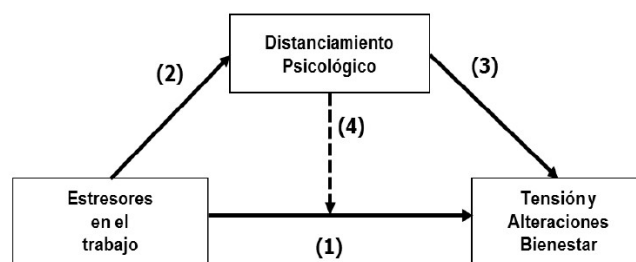 Distanciamiento
Psicológico
(2)
(3)
(4)
Estresores
en el
trabajo
Tensión y
Alteraciones
Bienestar
(1)